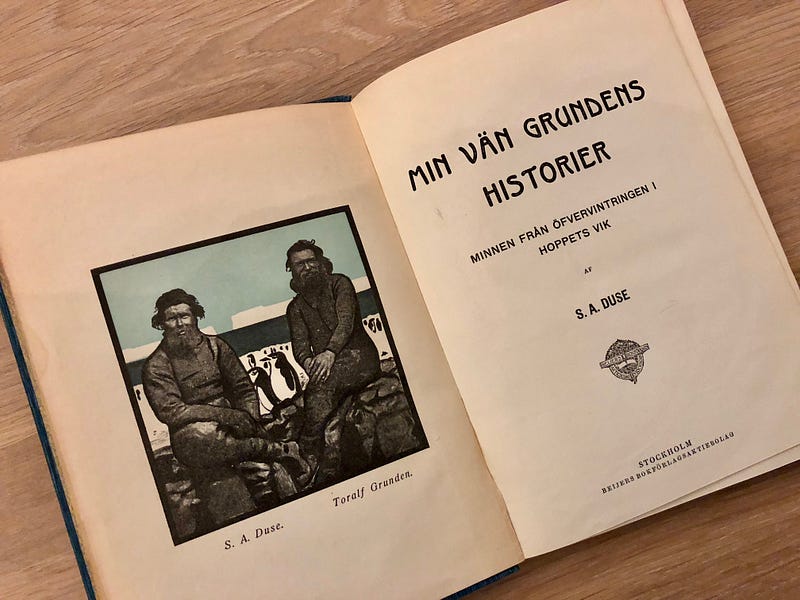 S. A. Duse.
Toralf Grunden.
MIN VÄN GRUNDENS
HISTORIER
MINNEN FRÅN ÖFVERVINTRINGEN I
HOPPETS VIK
AF
S. A. DUSE
STOCKHOLM
BEIJERS BOKFÖRLAGSAKTIEBOLAG